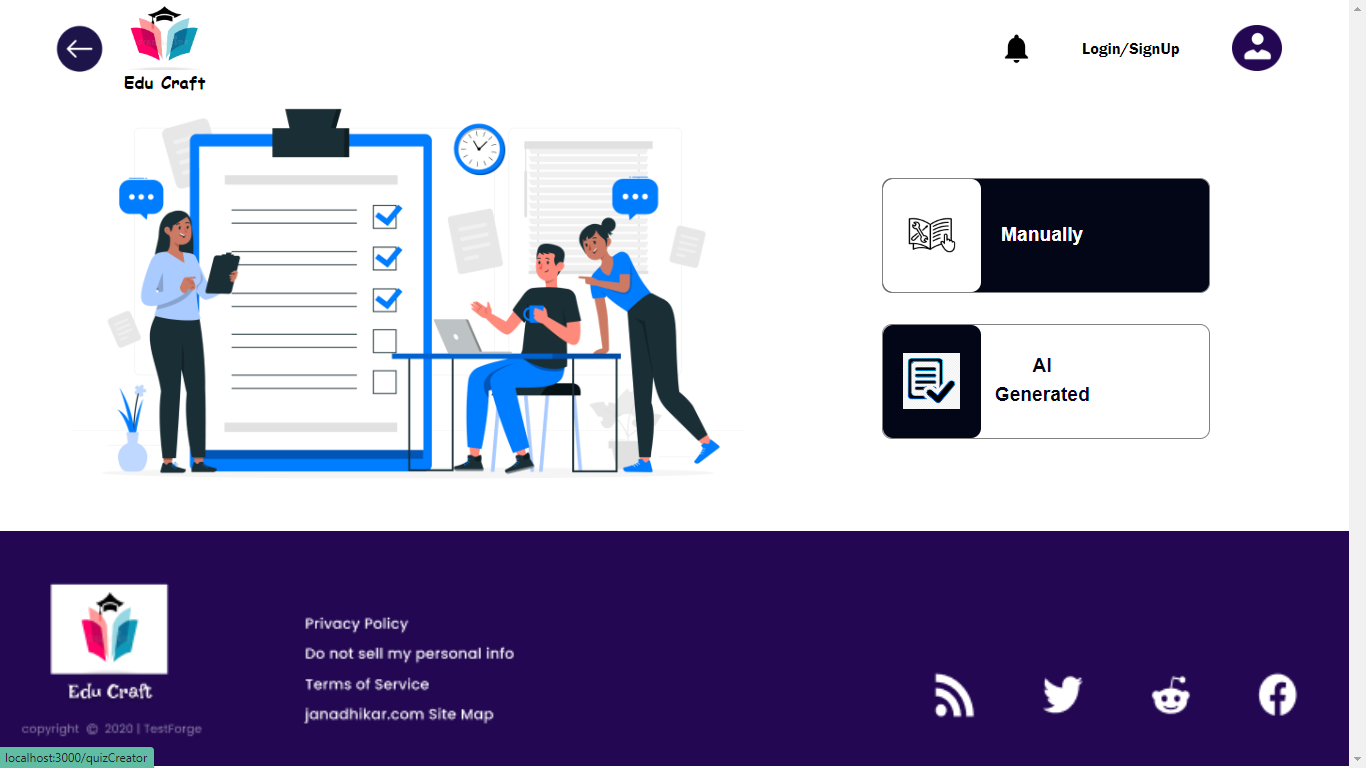 Edu Craft
Login/SignUp
Manually
AI
Generated
Edu Craft
copyright © 2020 | TestForge
Privacy Policy
Do not sell my personal info
Terms of Service
janadhikar.com Site Map
localhost:3000/quizCreator